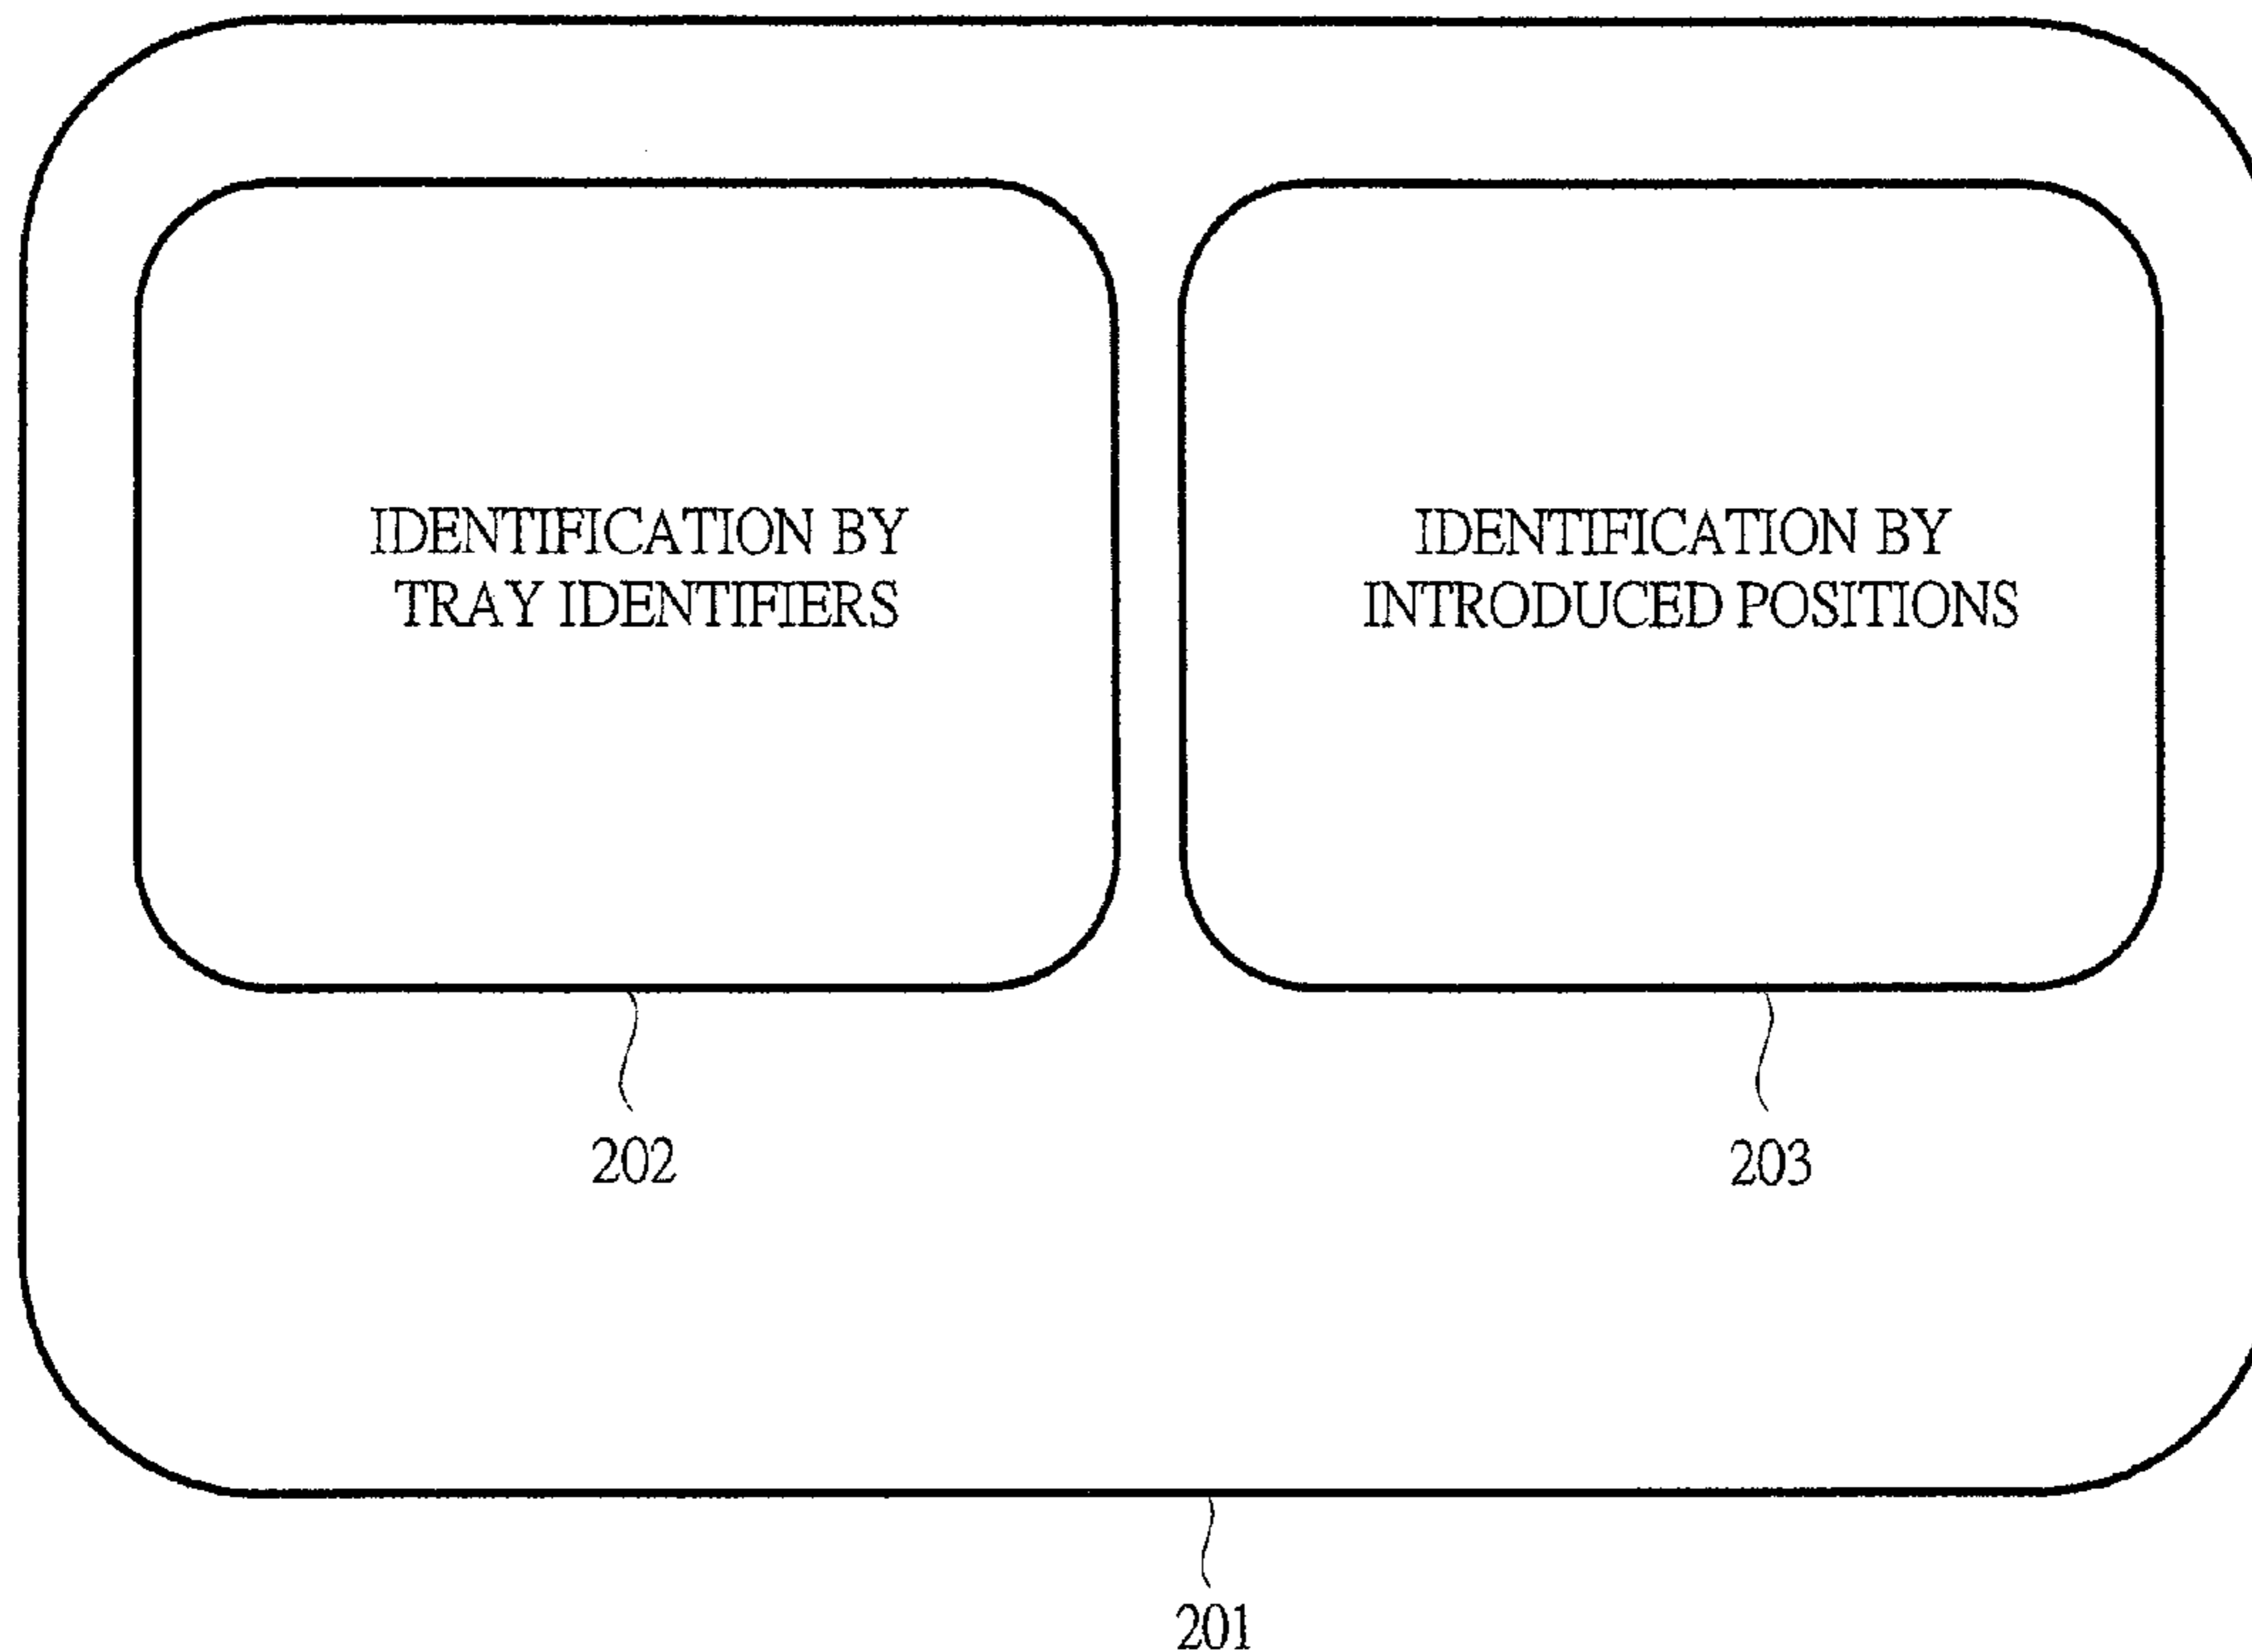 IDENTIFICATION BY
TRAY IDENTIFIERS
IDENTIFICATION BY
INTRODUCED POSITIONS
202
203
201